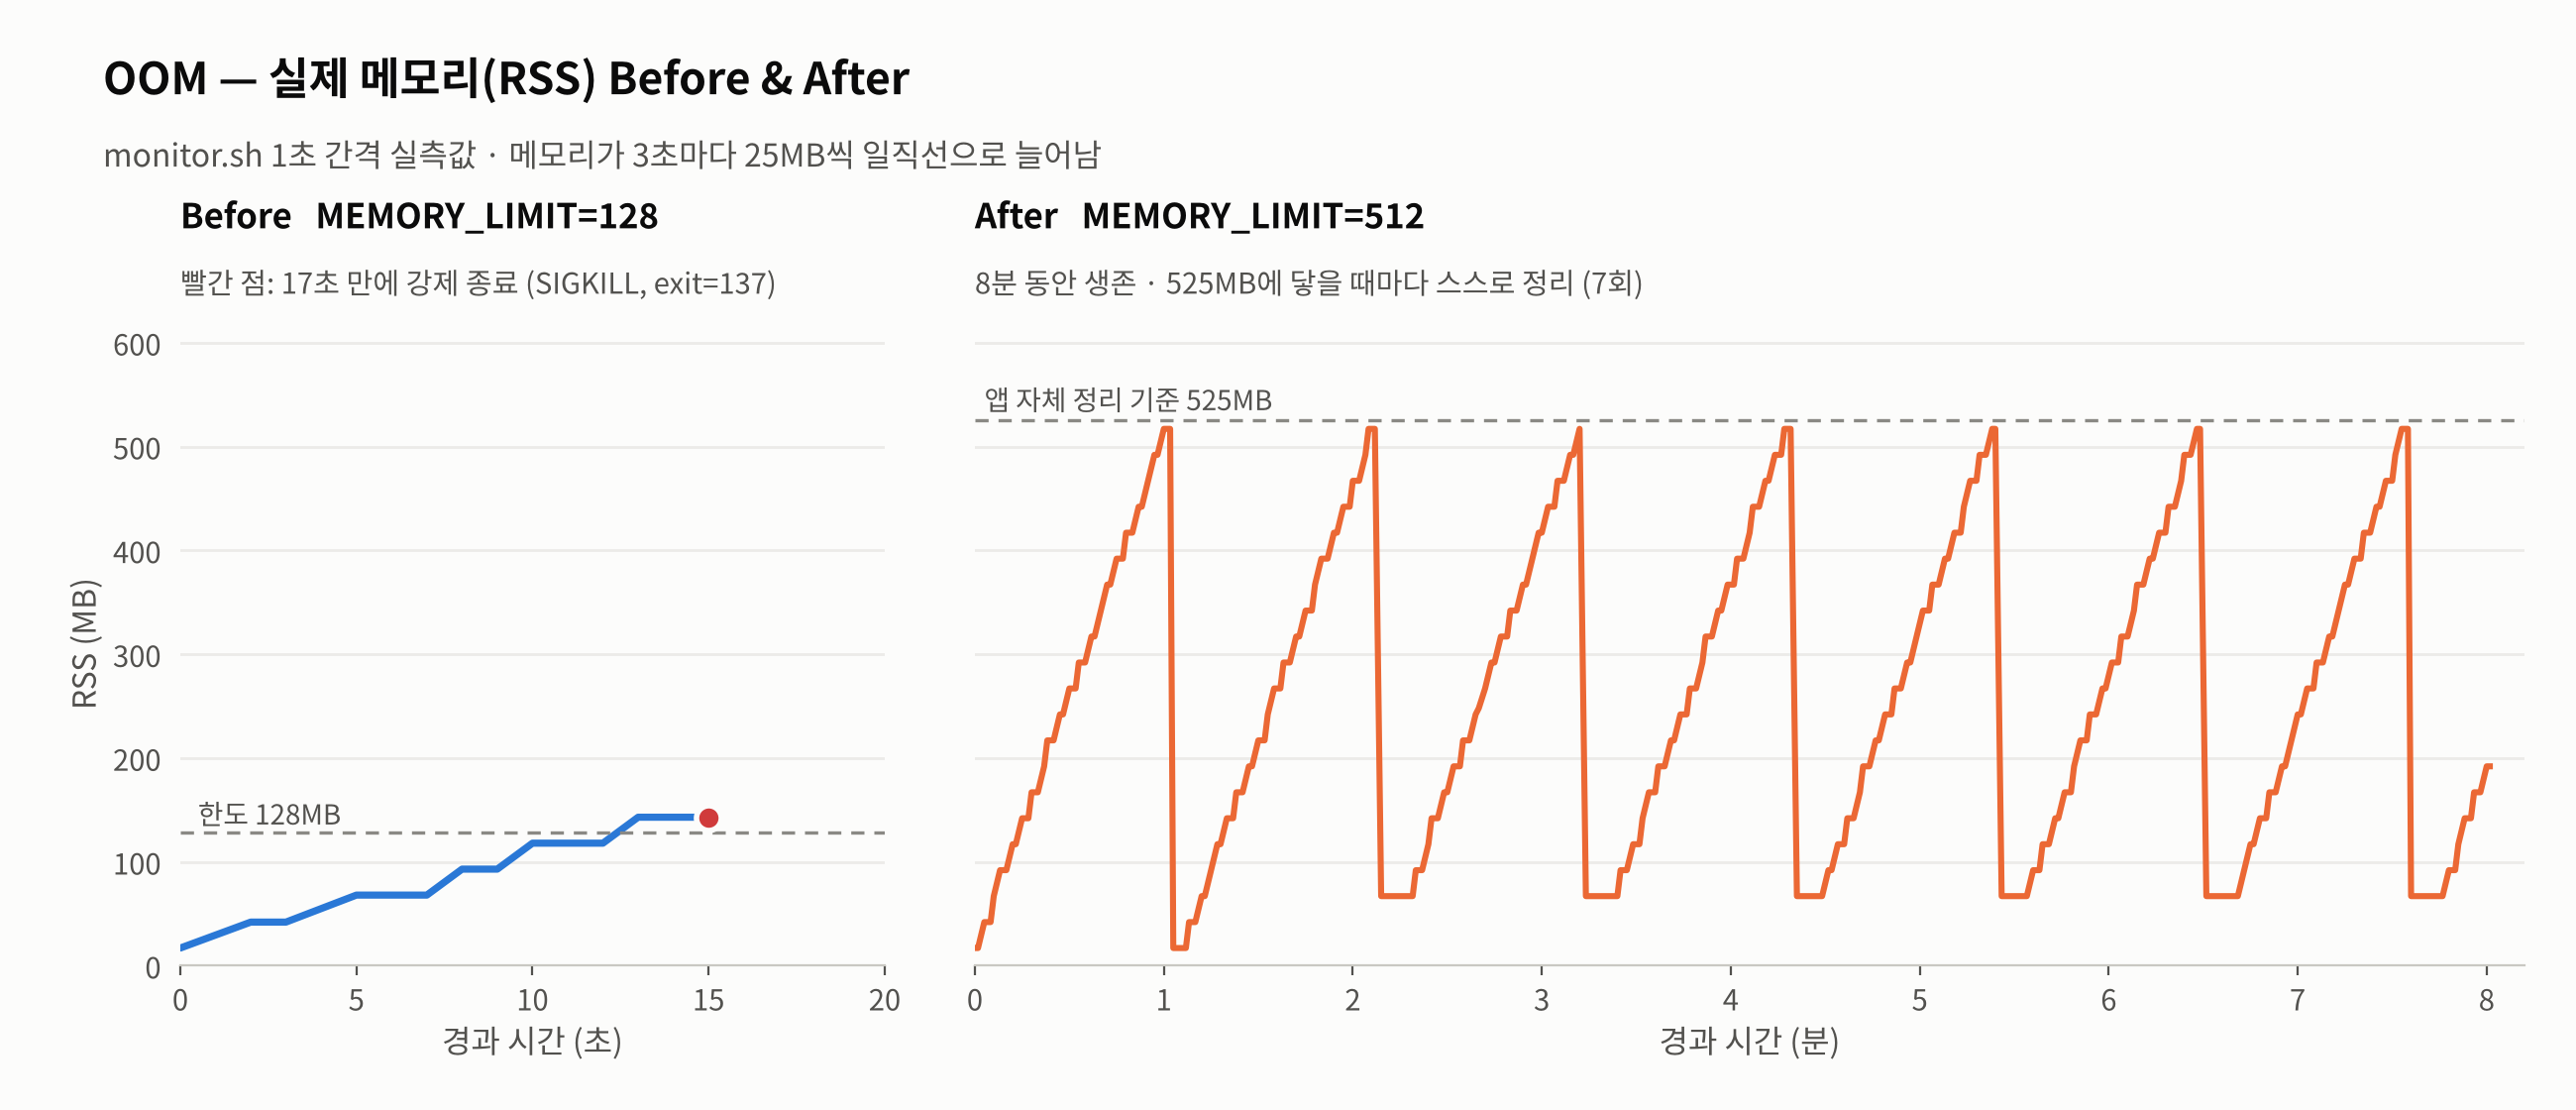 OOM — 실제 메모리(RSS) Before & After
monitor.sh 1초 간격 실측값 · 메모리가 3초마다 25MB씩 일직선으로 늘어남
Before MEMORY_LIMIT=128
빨간 점: 17초 만에 강제 종료 (SIGKILL, exit=137)
RSS (MB)
600
500
400
300
200
100
0
한도 128MB
0 5 10 15 20
경과 시간 (초)
After MEMORY_LIMIT=512
8분 동안 생존 · 525MB에 닿을 때마다 스스로 정리 (7회)
앱 자체 정리 기준 525MB
0 1 2 3 4 5 6 7 8
경과 시간 (분)